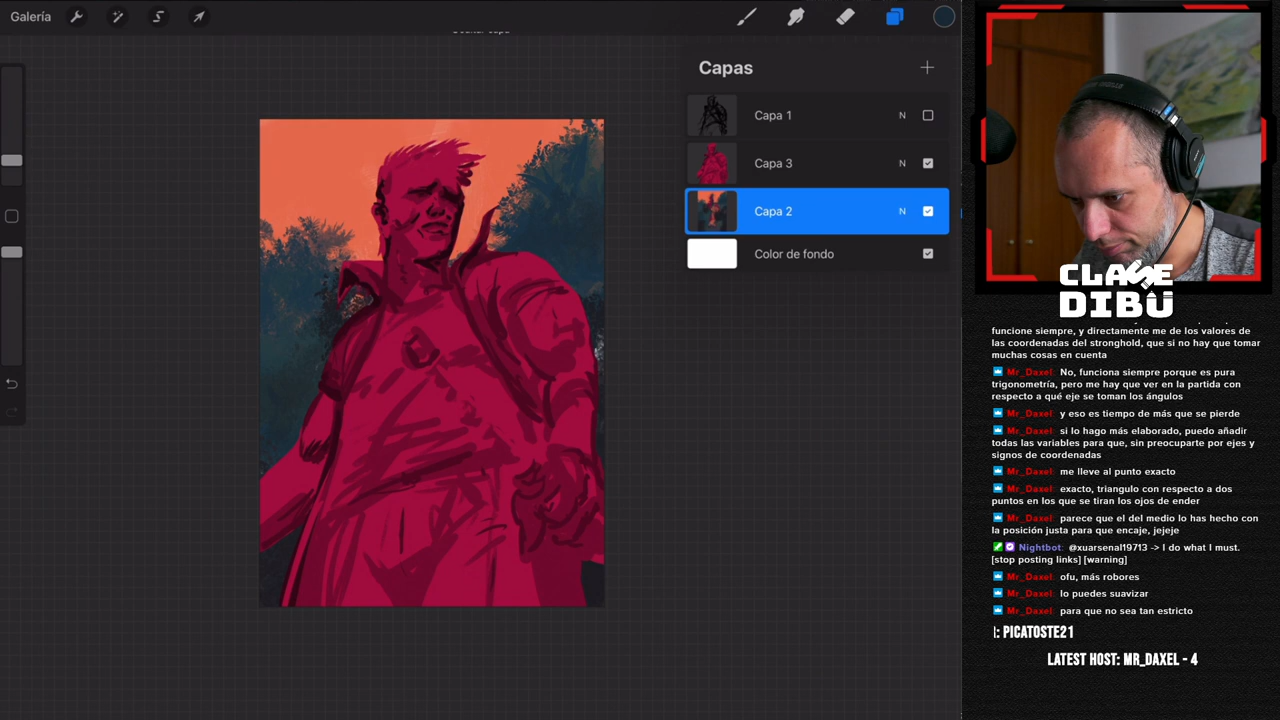 Galería
Capas
Capa 1
N
Capa 3
N
Capa 2
N
Color de fondo
CLASE
DIBU
funcione siempre, y directamente me de los valores de
las coordenadas del stronghold, que si no hay que tomar
muchas cosas en cuenta
Mr_Daxel: No, funciona siempre porque es pura
trigonometría, pero me hay que ver en la partida con
respecto a qué eje se toman los ángulos
Mr_Daxel: y eso es tiempo de más que se pierde
Mr_Daxel: si lo hago más elaborado, puedo añadir
todas las variables para que, sin preocuparte por ejes y
signos de coordenadas
Mr_Daxel: me lleve al punto exacto
Mr_Daxel: exacto, triangulo con respecto a dos
puntos en los que se tiran los ojos de ender
Mr_Daxel: parece que el del medio lo has hecho con
la posición justa para que encaje, jejeje
Nightbot: @xuarsenal19713 -> I do what I must.
[stop posting links] [warning]
Mr_Daxel: ofu, más robores
Mr_Daxel: lo puedes suavizar
Mr_Daxel: para que no sea tan estricto
: PICATOSTE21
LATEST HOST: MR_DAXEL - 4